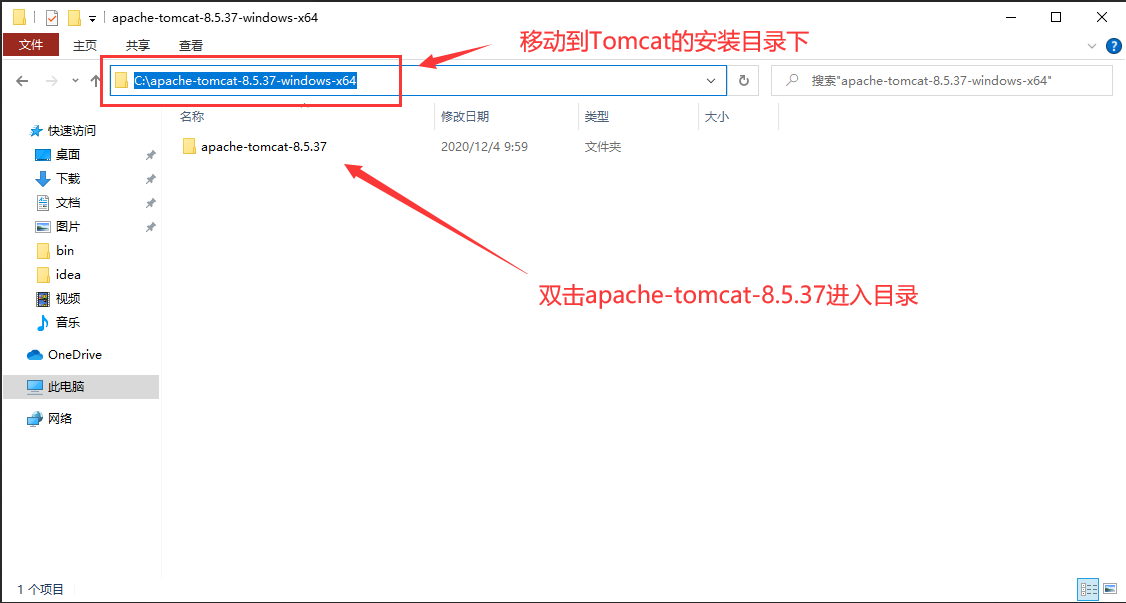 apache-tomcat-8.5.37-windows-x64
文件 主页 共享 查看
移动到Tomcat的安装目录下
C:\apache-tomcat-8.5.37-windows-x64
搜索"apache-tomcat-8.5.37-windows-x64"
名称 修改日期 类型 大小
apache-tomcat-8.5.37 2020/12/4 9:59 文件夹
快速访问
桌面
下载
文档
图片
bin
idea
视频
音乐
OneDrive
此电脑
网络
双击apache-tomcat-8.5.37进入目录
1 个项目